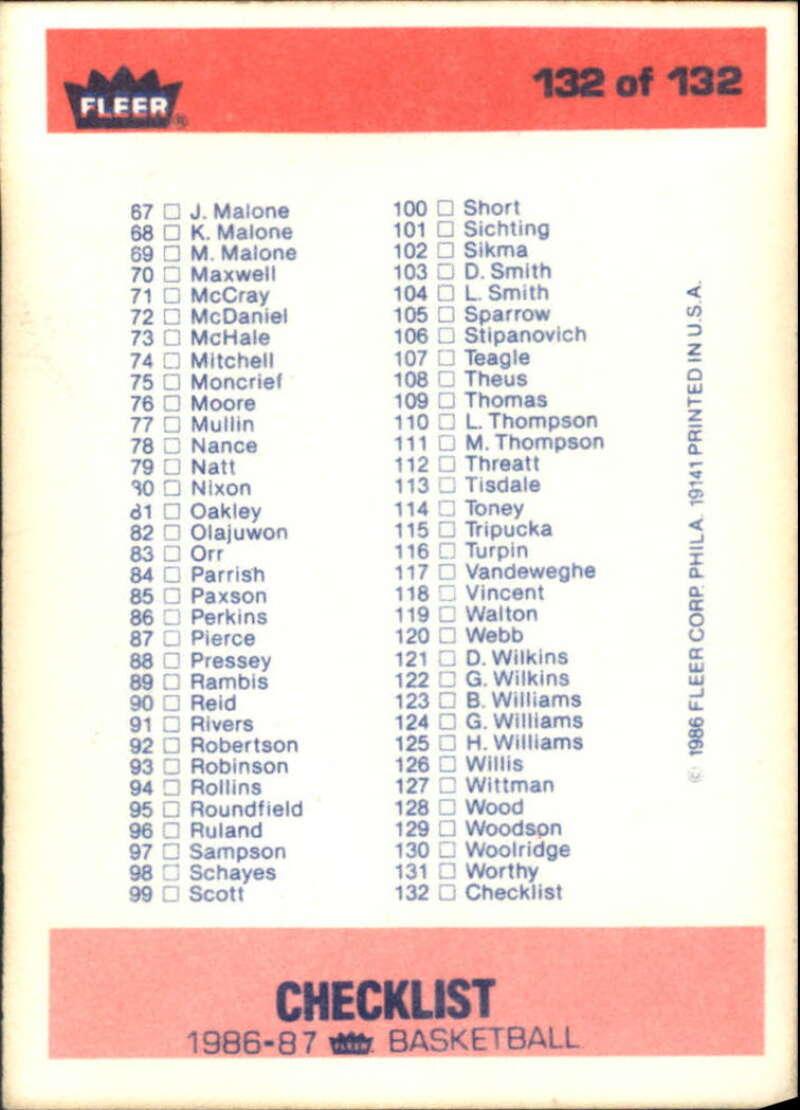 FLEER®
132 of 132
67 □ J. Malone
68 □ K. Malone
69 □ M. Malone
70 □ Maxwell
71 □ McCray
72 □ McDaniel
73 □ McHale
74 □ Mitchell
75 □ Moncrief
76 □ Moore
77 □ Mullin
78 □ Nance
79 □ Natt
80 □ Nixon
81 □ Oakley
82 □ Olajuwon
83 □ Orr
84 □ Parrish
85 □ Paxson
86 □ Perkins
87 □ Pierce
88 □ Pressey
89 □ Rambis
90 □ Reid
91 □ Rivers
92 □ Robertson
93 □ Robinson
94 □ Rollins
95 □ Roundfield
96 □ Ruland
97 □ Sampson
98 □ Schayes
99 □ Scott
100 □ Short
101 □ Sichting
102 □ Sikma
103 □ D. Smith
104 □ L. Smith
105 □ Sparrow
106 □ Stipanovich
107 □ Teagle
108 □ Theus
109 □ Thomas
110 □ L. Thompson
111 □ M. Thompson
112 □ Threatt
113 □ Tisdale
114 □ Toney
115 □ Tripucka
116 □ Turpin
117 □ Vandeweghe
118 □ Vincent
119 □ Walton
120 □ Webb
121 □ D. Wilkins
122 □ G. Wilkins
123 □ B. Williams
124 □ G. Williams
125 □ H. Williams
126 □ Willis
127 □ Wittman
128 □ Wood
129 □ Woodson
130 □ Woolridge
131 □ Worthy
132 □ Checklist
© 1986 FLEER CORP. PHILA. 19141 PRINTED IN U.S.A.
CHECKLIST
1986-87 FLEER BASKETBALL